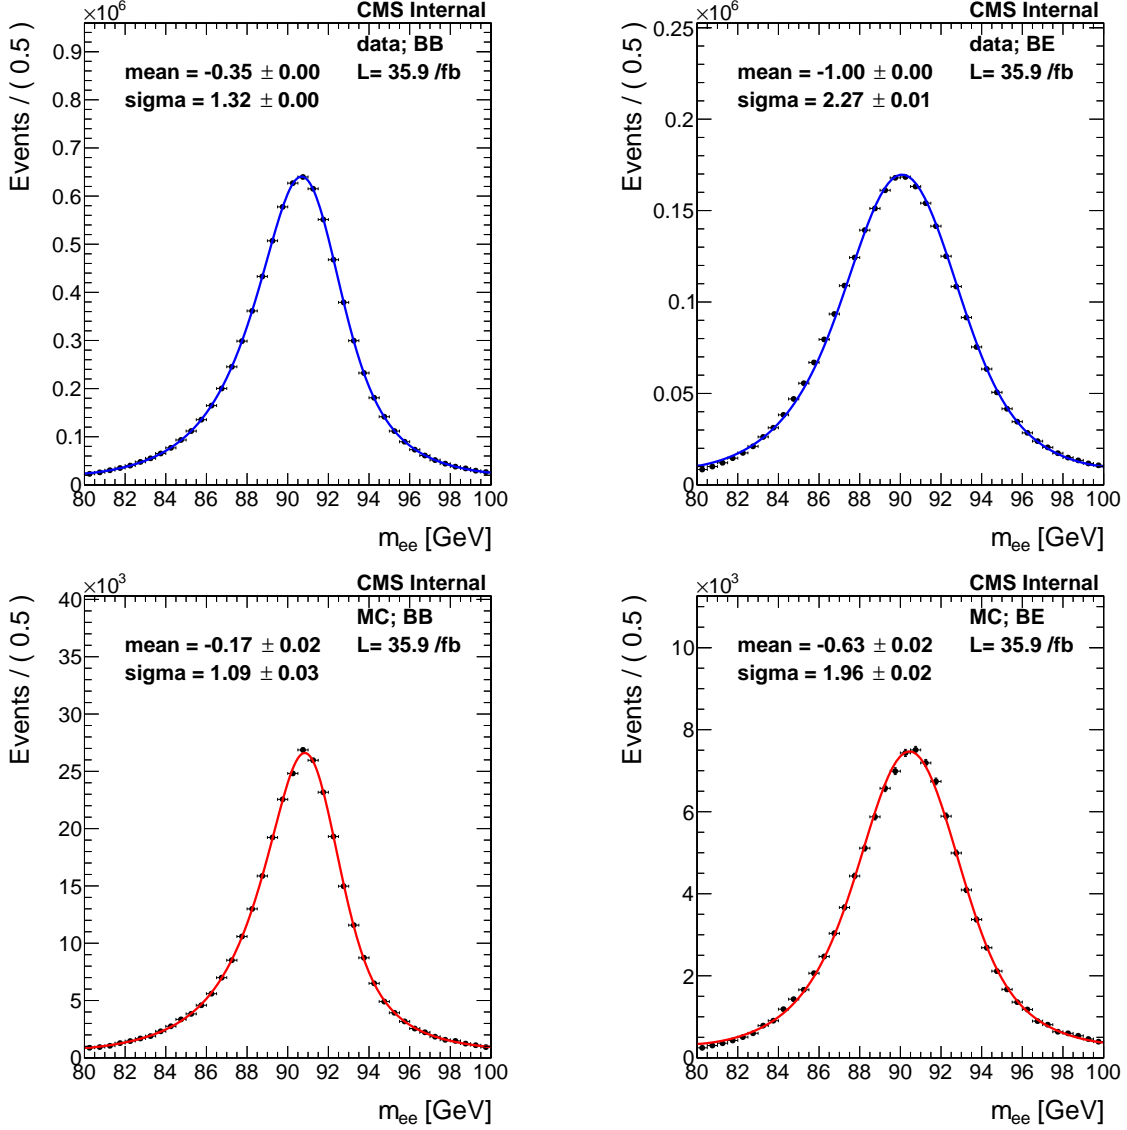 ×10⁶ CMS Internal
data; BB
mean = -0.35 ± 0.00 L= 35.9 /fb
sigma = 1.32 ± 0.00
Events / ( 0.5 )
0.9
0.8
0.7
0.6
0.5
0.4
0.3
0.2
0.1
0
80 82 84 86 88 90 92 94 96 98 100
m_ee [GeV]
×10⁶ CMS Internal
data; BE
mean = -1.00 ± 0.00 L= 35.9 /fb
sigma = 2.27 ± 0.01
Events / ( 0.5 )
0.25
0.2
0.15
0.1
0.05
0
80 82 84 86 88 90 92 94 96 98 100
m_ee [GeV]
×10³ CMS Internal
MC; BB
mean = -0.17 ± 0.02 L= 35.9 /fb
sigma = 1.09 ± 0.03
Events / ( 0.5 )
40
35
30
25
20
15
10
5
0
80 82 84 86 88 90 92 94 96 98 100
m_ee [GeV]
×10³ CMS Internal
MC; BE
mean = -0.63 ± 0.02 L= 35.9 /fb
sigma = 1.96 ± 0.02
Events / ( 0.5 )
10
8
6
4
2
0
80 82 84 86 88 90 92 94 96 98 100
m_ee [GeV]